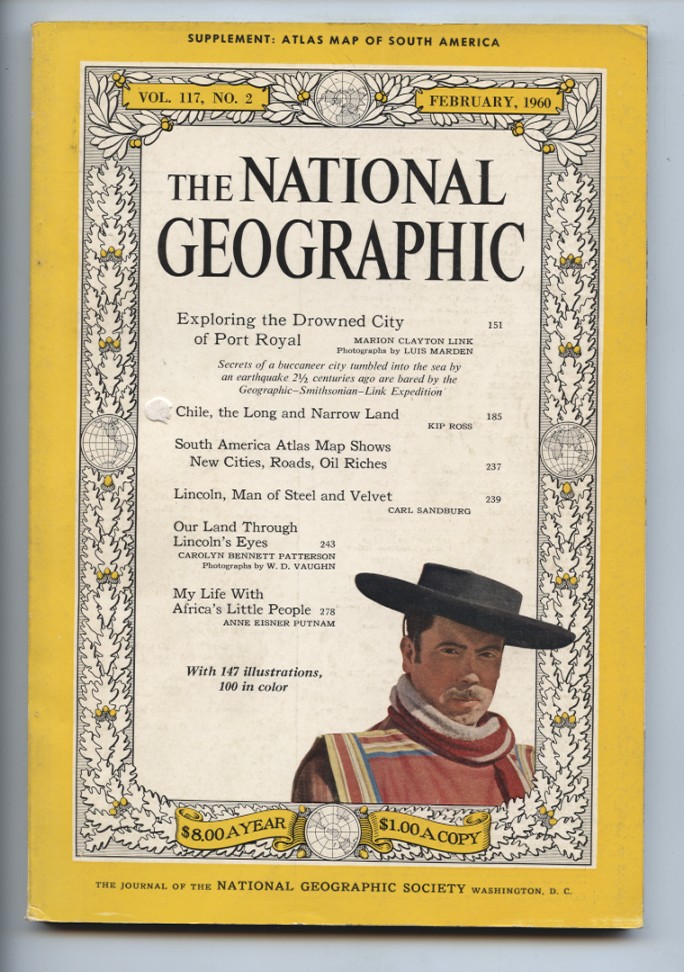 SUPPLEMENT: ATLAS MAP OF SOUTH AMERICA
VOL. 117, NO. 2
FEBRUARY, 1960
THE NATIONAL
GEOGRAPHIC
Exploring the Drowned City
of Port Royal
151
MARION CLAYTON LINK
Photographs by LUIS MARDEN
Secrets of a buccaneer city tumbled into the sea by
an earthquake 2½ centuries ago are bared by the
Geographic–Smithsonian–Link Expedition
Chile, the Long and Narrow Land 185
KIP ROSS
South America Atlas Map Shows
New Cities, Roads, Oil Riches 237
Lincoln, Man of Steel and Velvet 239
CARL SANDBURG
Our Land Through
Lincoln's Eyes 243
CAROLYN BENNETT PATTERSON
Photographs by W. D. VAUGHN
My Life With
Africa's Little People 278
ANNE EISNER PUTNAM
With 147 illustrations,
100 in color
$8.00 A YEAR
$1.00 A COPY
THE JOURNAL OF THE NATIONAL GEOGRAPHIC SOCIETY WASHINGTON, D. C.